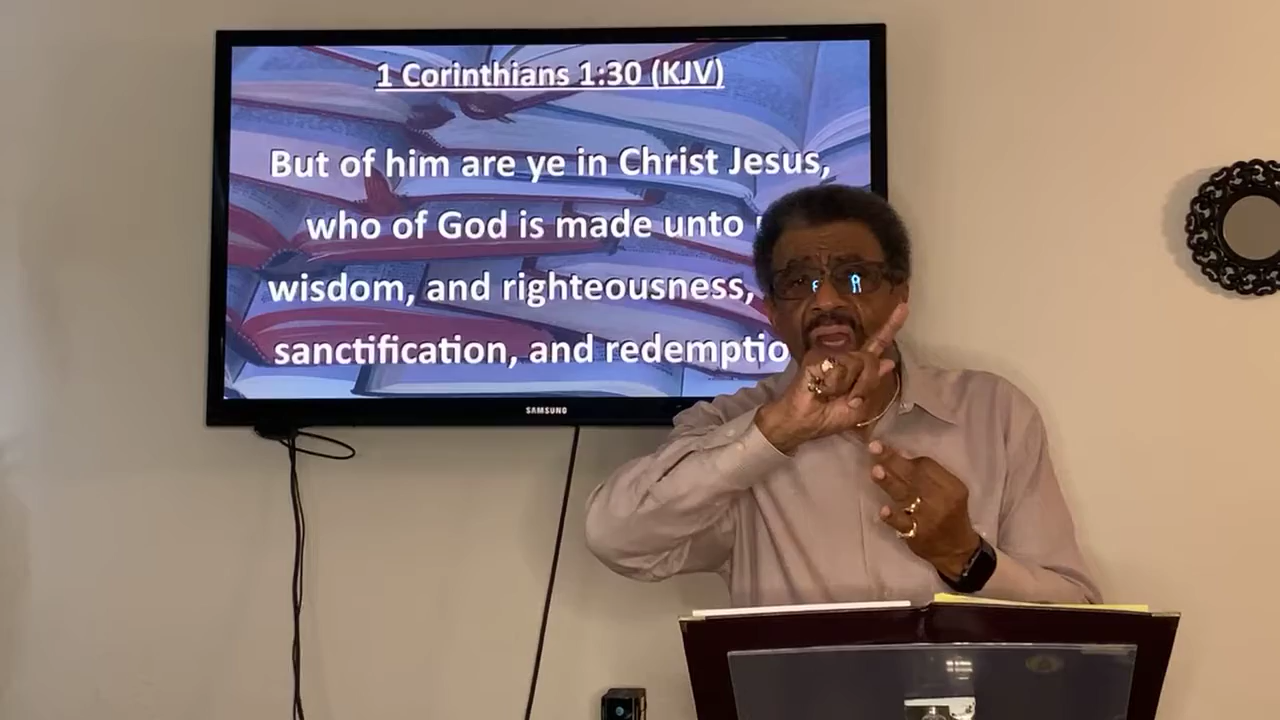 1 Corinthians 1:30 (KJV)
But of him are ye in Christ Jesus,
who of God is made unto
wisdom, and righteousness,
sanctification, and redemptio
SAMSUNG